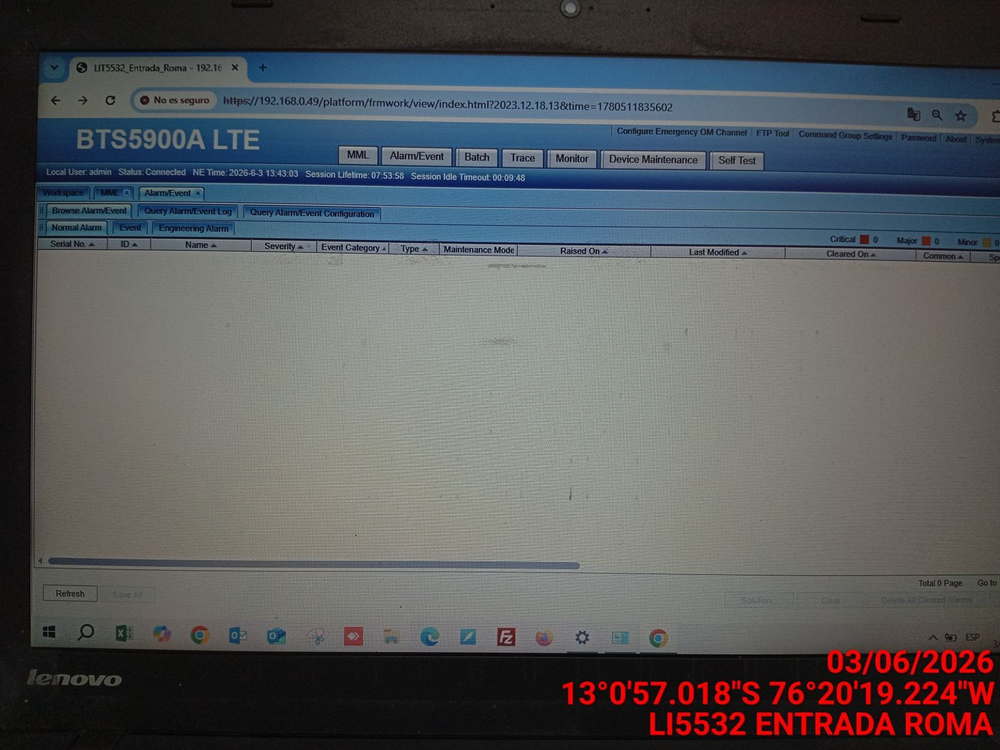 LIT5532_Entrada_Roma - 192.16
No es seguro https://192.168.0.49/platform/frmwork/view/index.html?2023.12.18.13&time=1780511835602
BTS5900A LTE
Configure Emergency OM Channel | FTP Tool | Command Group Settings | Password | About | System
MML Alarm/Event Batch Trace Monitor Device Maintenance Self Test
Local User: admin Status: Connected NE Time: 2026-6-3 13:43:03 Session Lifetime: 07:53:58 Session Idle Timeout: 00:09:48
Workspace MML Alarm/Event
Browse Alarm/Event Query Alarm/Event Log Query Alarm/Event Configuration
Normal Alarm Event Engineering Alarm
Critical 0 Major 0 Minor 0
Serial No. ID Name Severity Event Category Type Maintenance Mode Raised On Last Modified Cleared On Common Spe
Total 0 Page Go to
Refresh Save All Solution... Clear Delete All Cleared Alarms
ESP
lenovo
03/06/2026
13°0'57.018"S 76°20'19.224"W
LI5532 ENTRADA ROMA